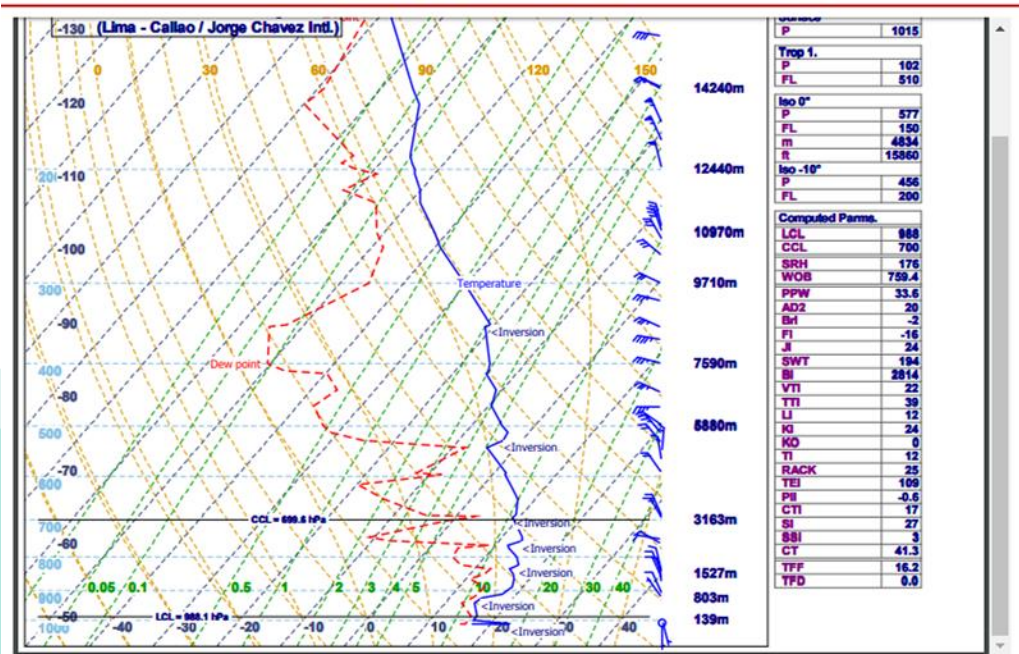 -130 (Lima - Callao / Jorge Chavez Intl.)
0 30 60 90 120 150
-120
-110
-100
-90
-80
-70
-60
-50
200
300
400
500
600
700
800
900
1000
Temperature
Dew point
<Inversion
<Inversion
<Inversion
<Inversion
<Inversion
<Inversion
<Inversion
CCL = 699.6 hPa
LCL = 988.1 hPa
0.05 0.1 0.5 1 2 3 4 5 10 20 30 40
-40 -30 -20 -10 0 10 20 30 40
14240m
12440m
10970m
9710m
7590m
5880m
3163m
1527m
803m
139m
Surface
P 1015
Trop 1.
P 102
FL 510
Iso 0°
P 577
FL 150
m 4834
ft 15860
Iso -10°
P 456
FL 200
Computed Parms.
LCL 988
CCL 700
SRH 176
WOB 759.4
PPW 33.6
AD2 20
BrI -2
FI -16
JI 24
SWT 194
BI 2814
VTI 22
TTI 39
LI 12
KI 24
KO 0
TI 12
RACK 25
TEI 109
PII -0.6
CTI 17
SI 27
SSI 3
CT 41.3
TFF 16.2
TFD 0.0